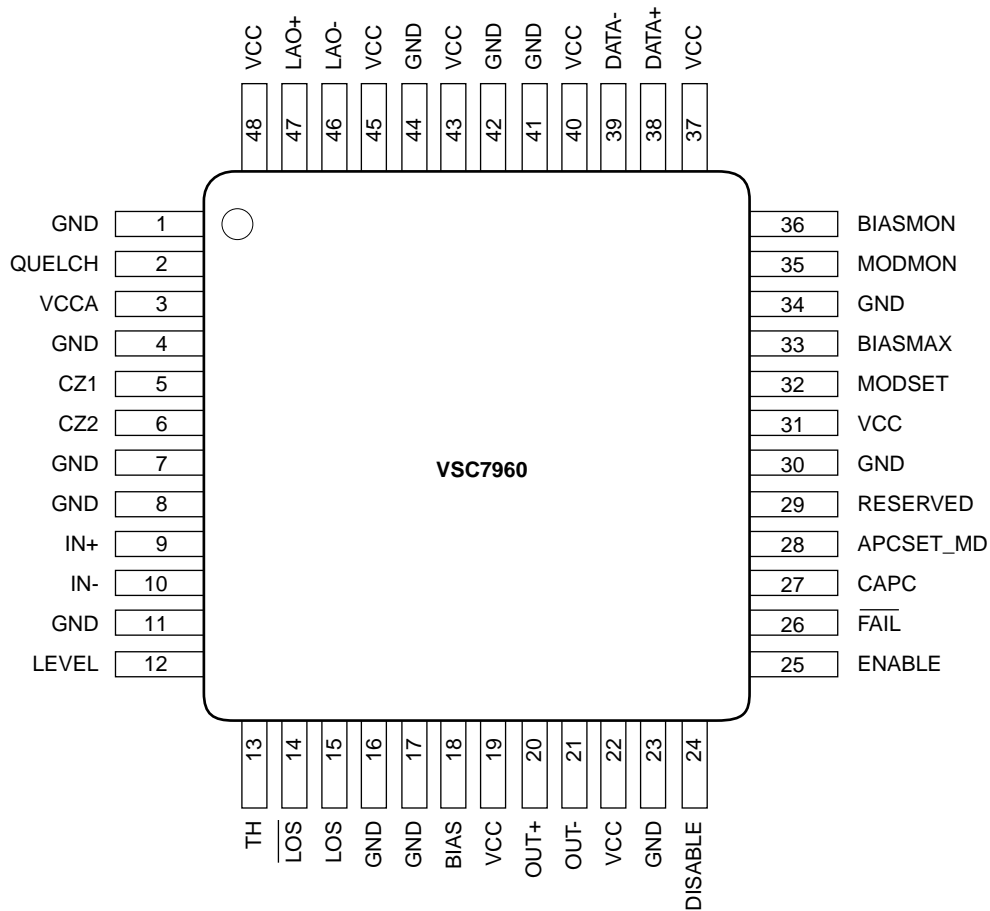 VCC LAO+ LAO- VCC GND VCC GND GND VCC DATA- DATA+ VCC
48 47 46 45 44 43 42 41 40 39 38 37
GND 1 36 BIASMON
QUELCH 2 35 MODMON
VCCA 3 34 GND
GND 4 33 BIASMAX
CZ1 5 32 MODSET
CZ2 6 31 VCC
GND 7 30 GND
VSC7960
GND 8 29 RESERVED
IN+ 9 28 APCSET_MD
IN- 10 27 CAPC
GND 11 26 F̅A̅I̅L̅
LEVEL 12 25 ENABLE
13 14 15 16 17 18 19 20 21 22 23 24
TH L̅O̅S̅ LOS GND GND BIAS VCC OUT+ OUT- VCC GND DISABLE